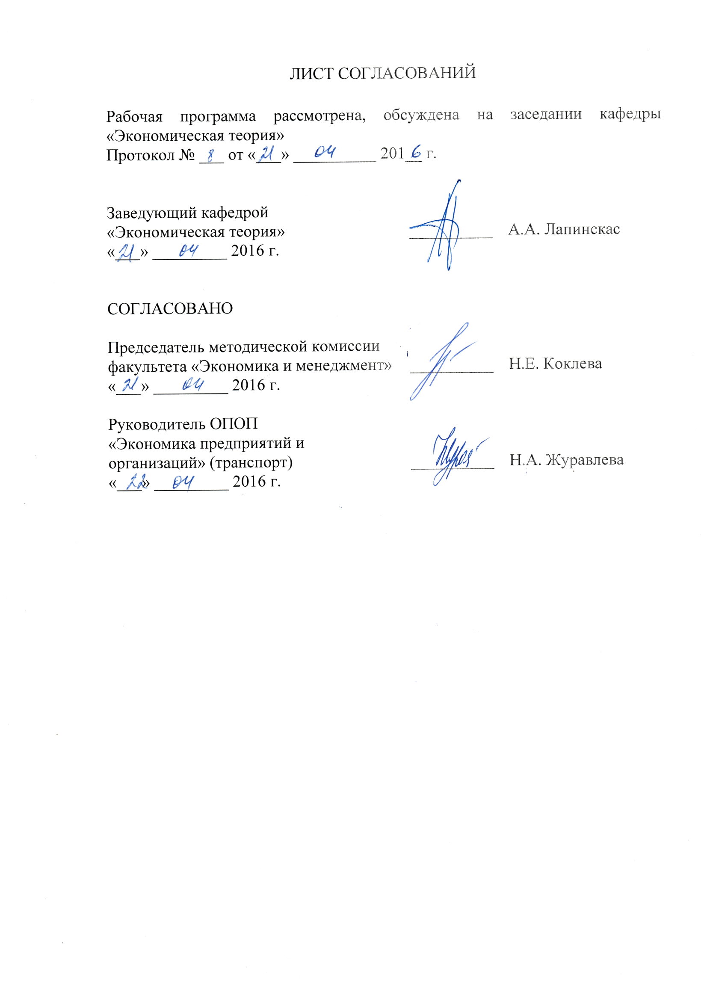 ЛИСТ СОГЛАСОВАНИЙ
Рабочая программа рассмотрена, обсуждена на заседании кафедры
«Экономическая теория»
Протокол № 8 от «21» 04 2016 г.
Заведующий кафедрой
«Экономическая теория» А.А. Лапинскас
«21» 04 2016 г.
СОГЛАСОВАНО
Председатель методической комиссии
факультета «Экономика и менеджмент» Н.Е. Коклева
«21» 04 2016 г.
Руководитель ОПОП
«Экономика предприятий и
организаций» (транспорт) Н.А. Журавлева
«22» 04 2016 г.